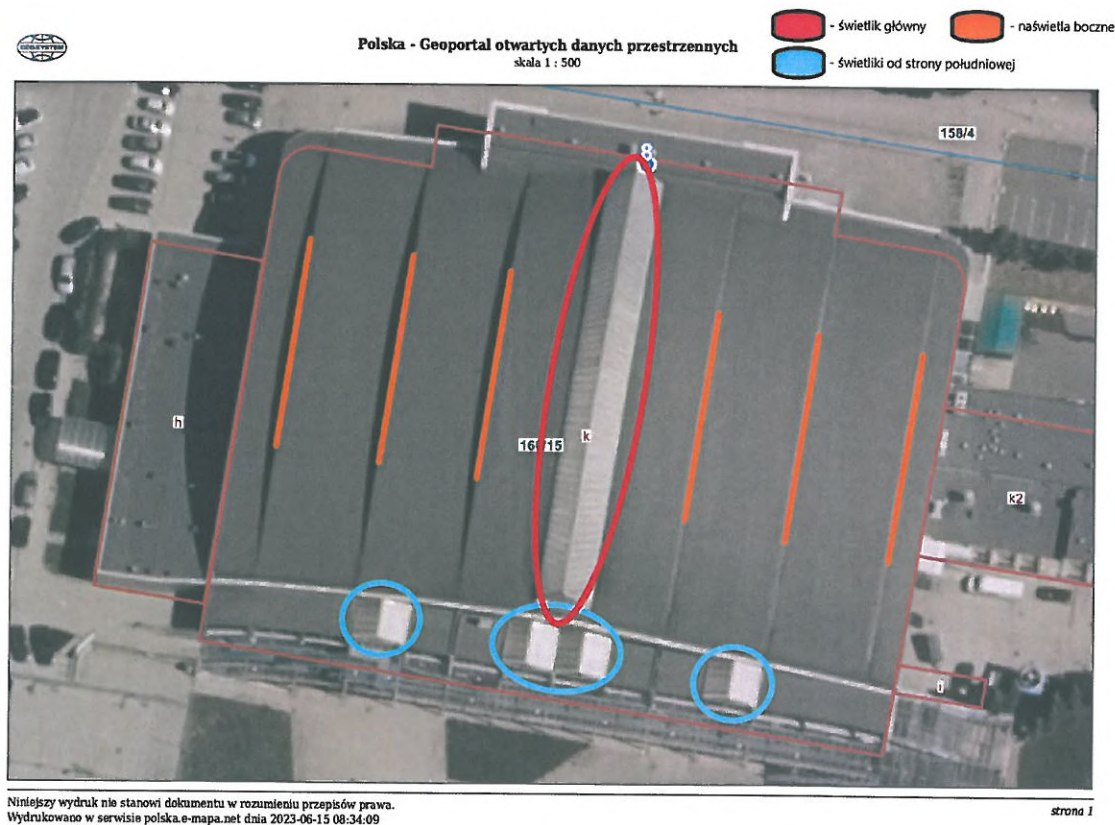 GEO-SYSTEM
Polska - Geoportal otwartych danych przestrzennych
skala 1 : 500
- świetlik główny
- naświetla boczne
- świetliki od strony południowej
158/4
8
h
k
k2
i
Niniejszy wydruk nie stanowi dokumentu w rozumieniu przepisów prawa.
Wydrukowano w serwisie polska.e-mapa.net dnia 2023-06-15 08:34:09
strona 1